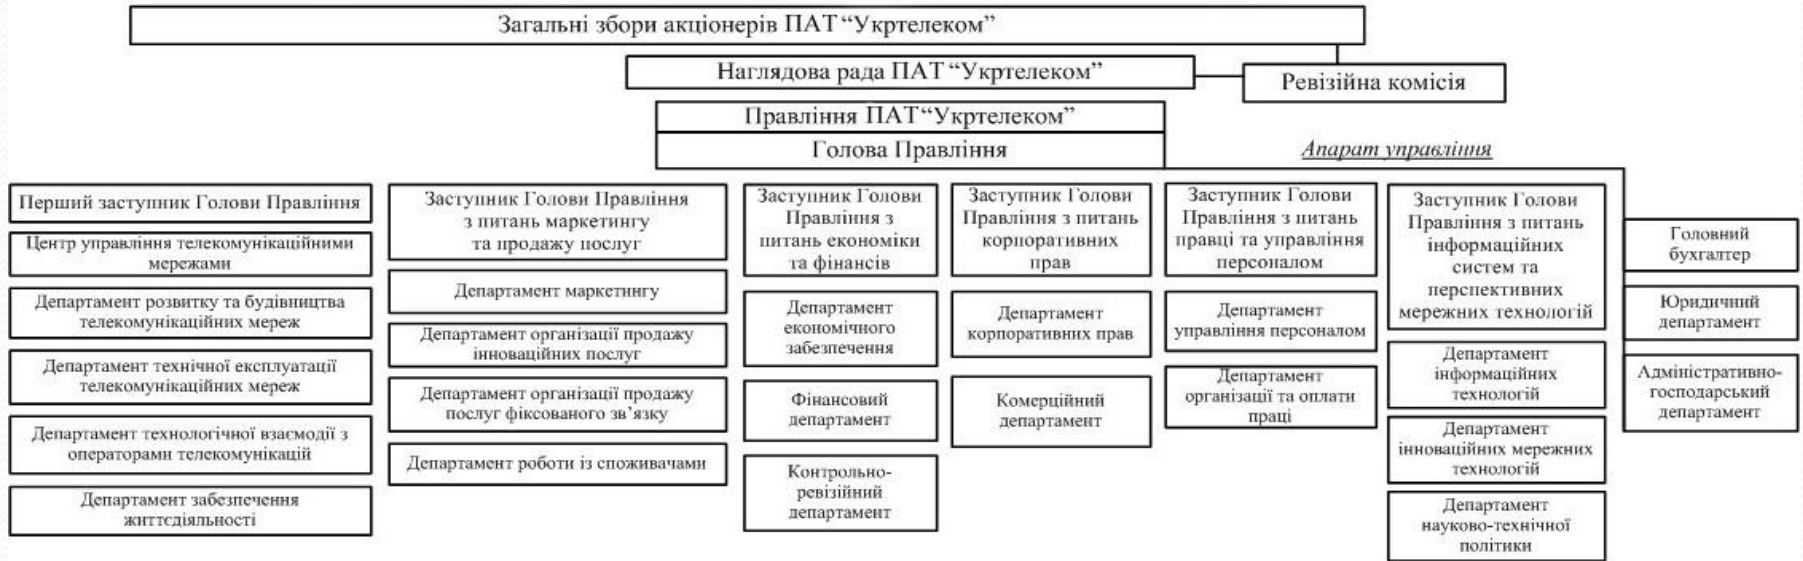 Загальні збори акціонерів ПАТ “Укртелеком”
Наглядова рада ПАТ “Укртелеком”
Ревізійна комісія
Правління ПАТ“Укртелеком”
Голова Правління
Апарат управління
Перший заступник Голови Правління
Центр управління телекомунікаційними
мережами
Департамент розвитку та будівництва
телекомунікаційних мереж
Департамент технічної експлуатації
телекомунікаційних мереж
Департамент технологічної взаємодії з
операторами телекомунікацій
Департамент забезпечення
життєдіяльності
Заступник Голови Правління
з питань маркетингу
та продажу послуг
Департамент маркетингу
Департамент організації продажу
інноваційних послуг
Департамент організації продажу
послуг фіксованого зв’язку
Департамент роботи із споживачами
Заступник Голови
Правління з
питань економіки
та фінансів
Департамент
економічного
забезпечення
Фінансовий
департамент
Контрольно-
ревізійний
департамент
Заступник Голови
Правління з питань
корпоративних
прав
Департамент
корпоративних прав
Комерційний
департамент
Заступник Голови
Правління з питань
правці та управління
персоналом
Департамент
управління персоналом
Департамент
організації та оплати
праці
Заступник Голови
Правління з питань
інформаційних
систем та
перспективних
мережних технологій
Департамент
інформаційних
технологій
Департамент
інноваційних мережних
технологій
Департамент
науково-технічної
політики
Головний
бухгалтер
Юридичний
департамент
Адміністративно-
господарський
департамент